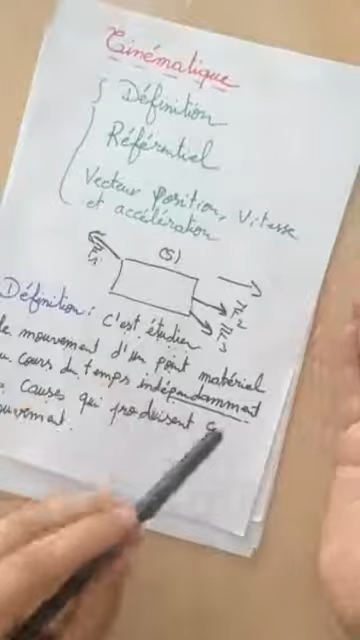 Cinématique
Définition
Référentiel
Vecteur Position, Vitesse
et accélération
(S)
F1
F2
F3
Définition: C'est étudier
le mouvement d'un point matériel
au cours du temps indépendamment
causes qui produisent
mouvement.